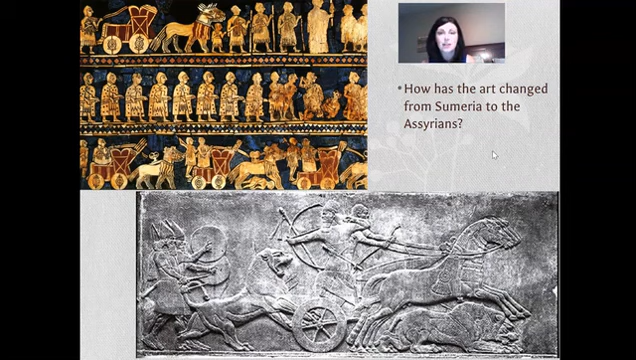 • How has the art changed
from Sumeria to the
Assyrians?